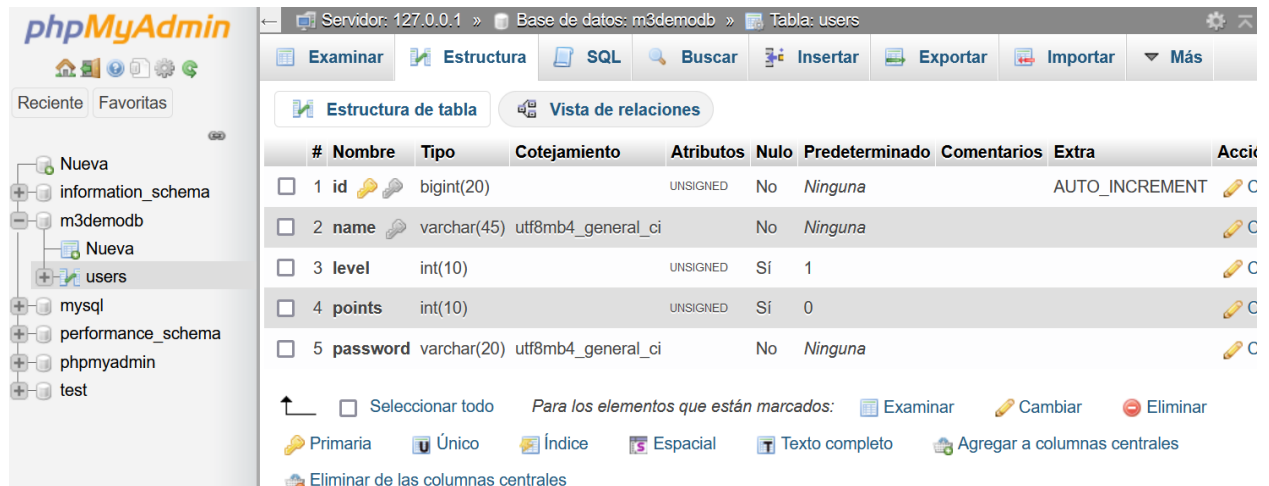 phpMyAdmin
Reciente Favoritas
Nueva
information_schema
m3demodb
Nueva
users
mysql
performance_schema
phpmyadmin
test
← Servidor: 127.0.0.1 » Base de datos: m3demodb » Tabla: users
Examinar Estructura SQL Buscar Insertar Exportar Importar Más
Estructura de tabla Vista de relaciones
# Nombre Tipo Cotejamiento Atributos Nulo Predeterminado Comentarios Extra
1 id bigint(20) UNSIGNED No Ninguna AUTO_INCREMENT
2 name varchar(45) utf8mb4_general_ci No Ninguna
3 level int(10) UNSIGNED Sí 1
4 points int(10) UNSIGNED Sí 0
5 password varchar(20) utf8mb4_general_ci No Ninguna
Seleccionar todo Para los elementos que están marcados: Examinar Cambiar Eliminar
Primaria Único Índice Espacial Texto completo Agregar a columnas centrales
Eliminar de las columnas centrales